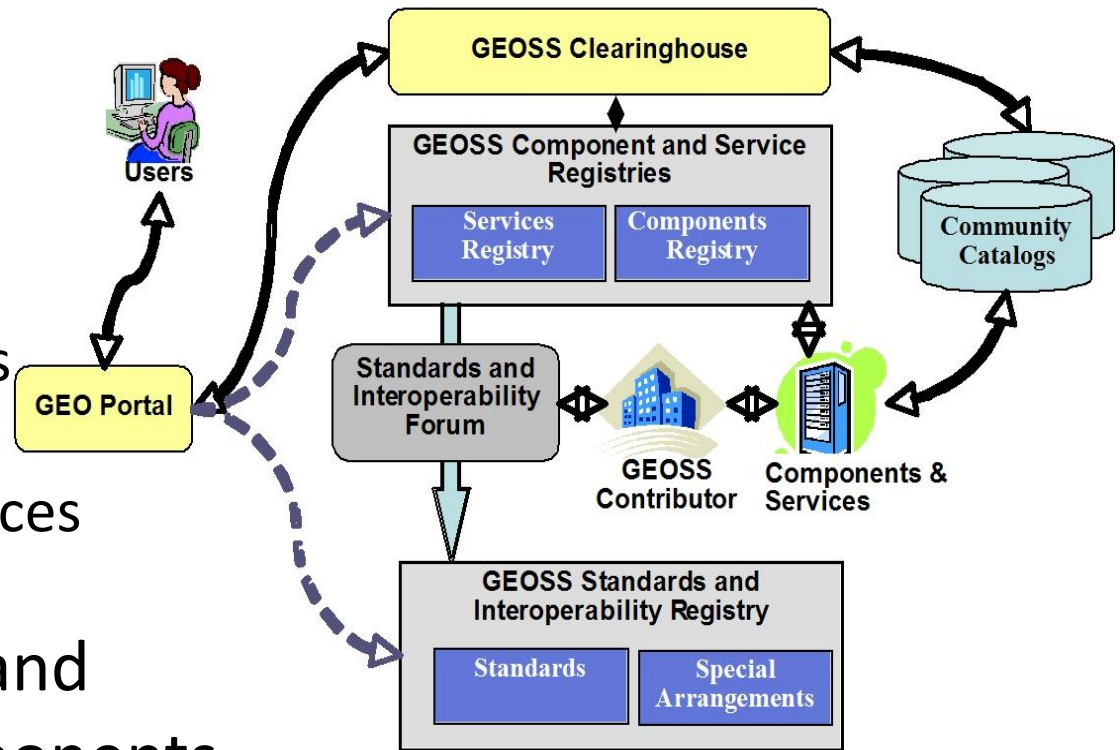 GEOSS Clearinghouse
Users
GEOSS Component and Service
Registries
Services
Registry
Components
Registry
Community
Catalogs
s
GEO Portal
Standards and
Interoperability
Forum
GEOSS
Contributor
Components &
Services
ces
GEOSS Standards and
Interoperability Registry
and
Standards
Special
Arrangements